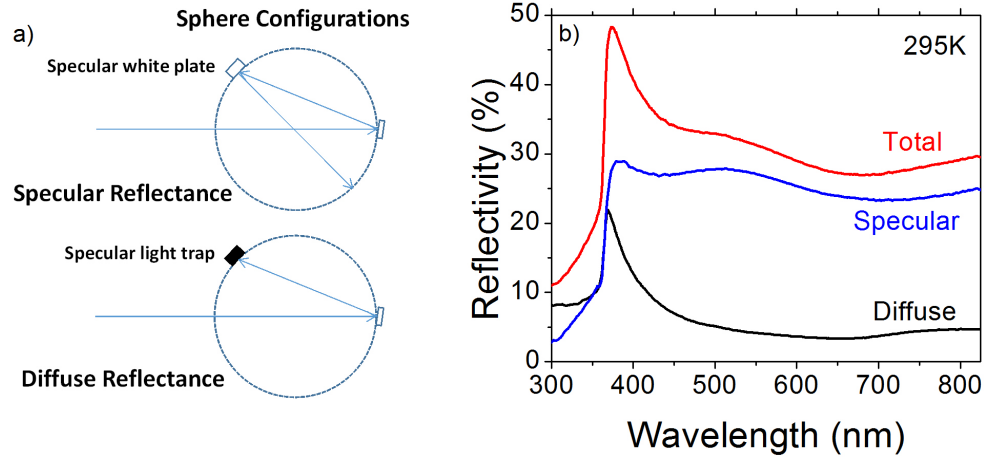 Sphere Configurations
a)
Specular white plate
Specular Reflectance
Specular light trap
Diffuse Reflectance
b)
295K
50
40
30
20
10
0
Reflectivity (%)
Total
Specular
Diffuse
300 400 500 600 700 800
Wavelength (nm)